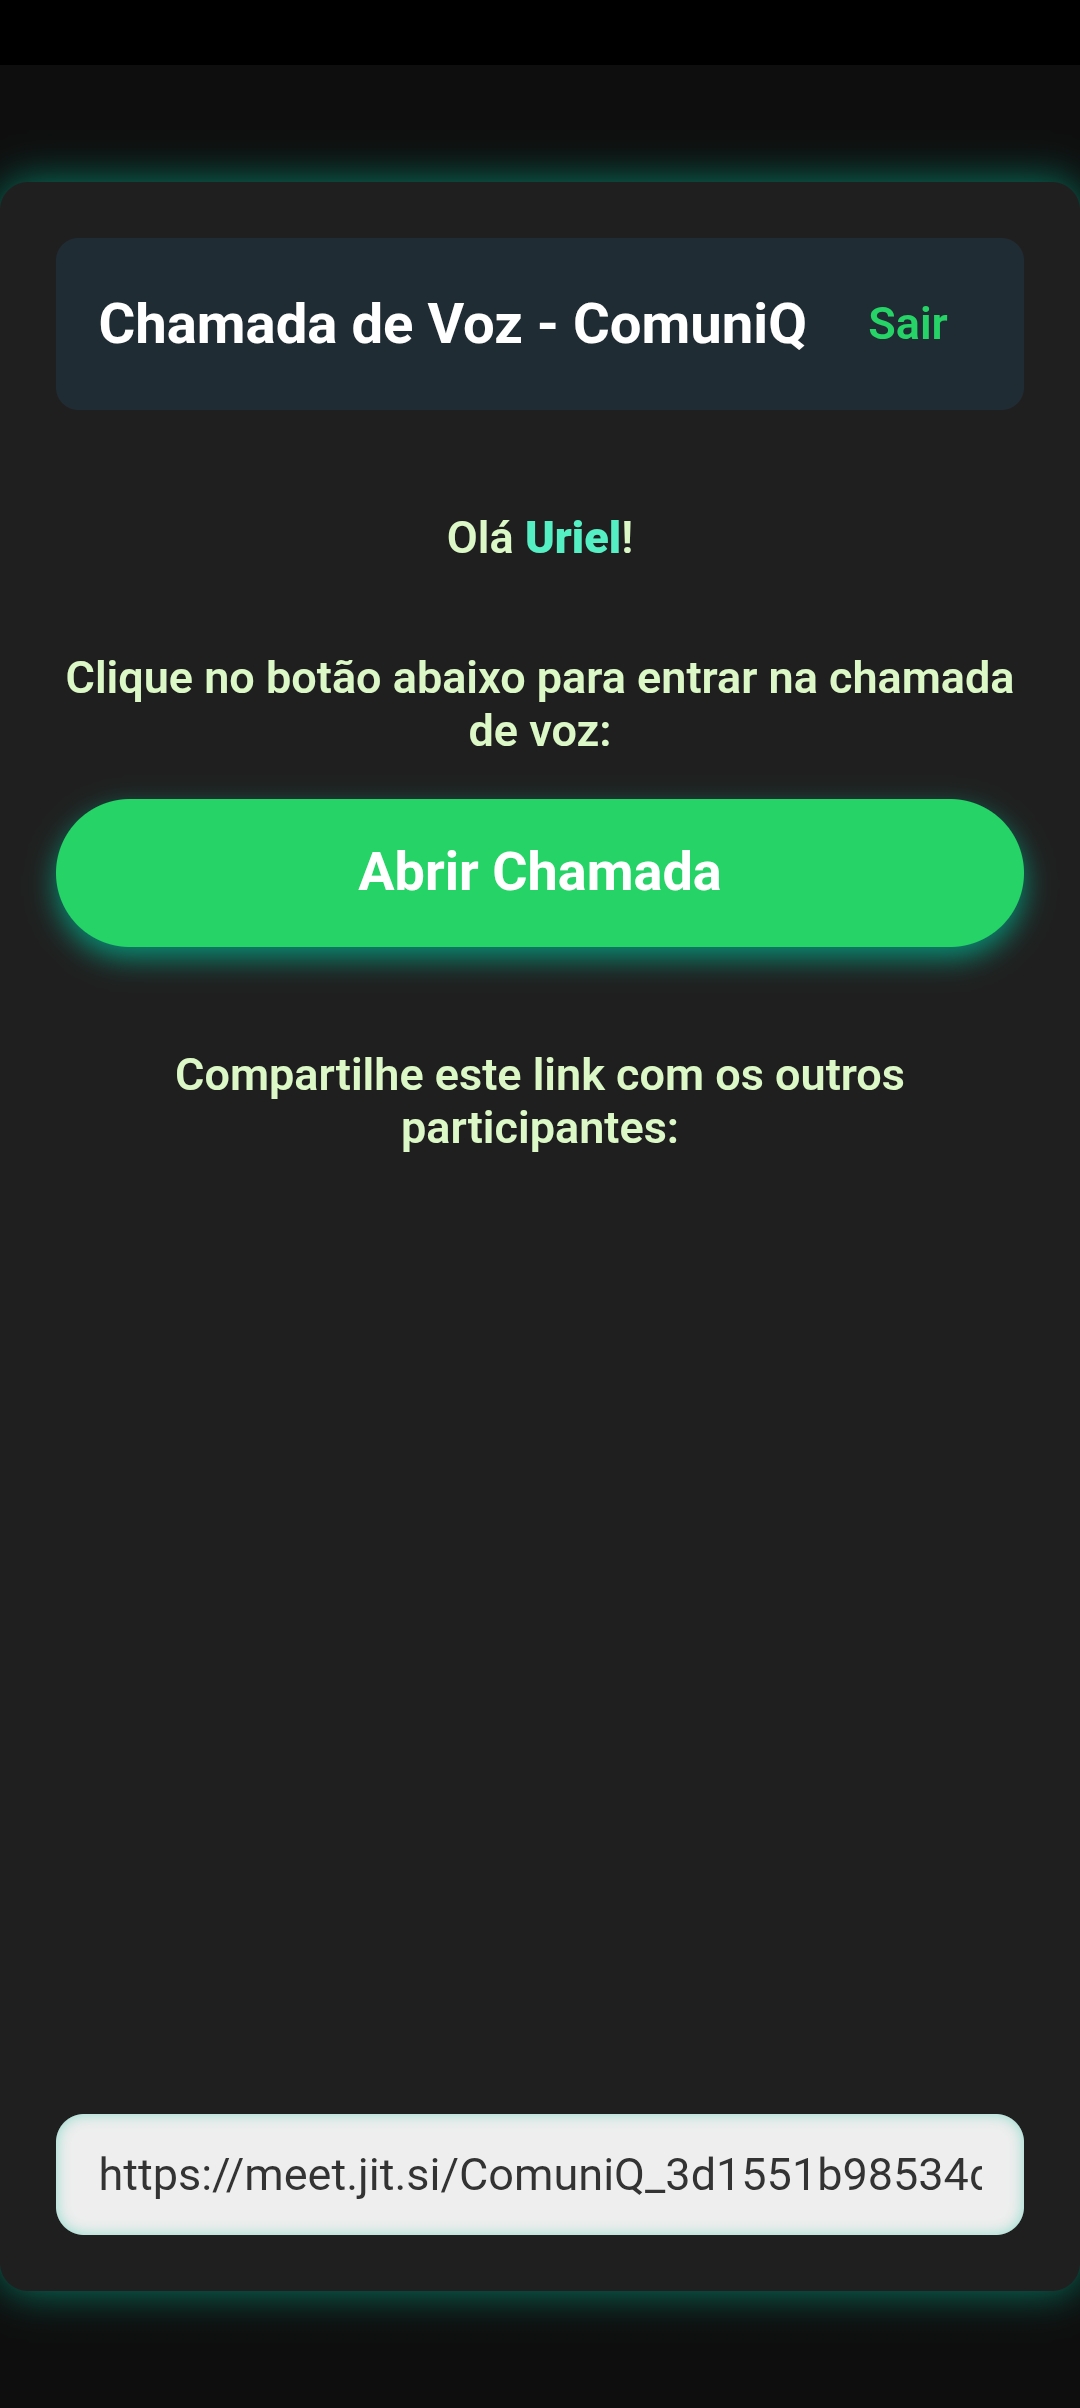 Chamada de Voz - ComuniQ
Sair
Olá Uriel!
Clique no botão abaixo para entrar na chamada
de voz:
Abrir Chamada
Compartilhe este link com os outros
participantes:
https://meet.jit.si/ComuniQ_3d1551b98534